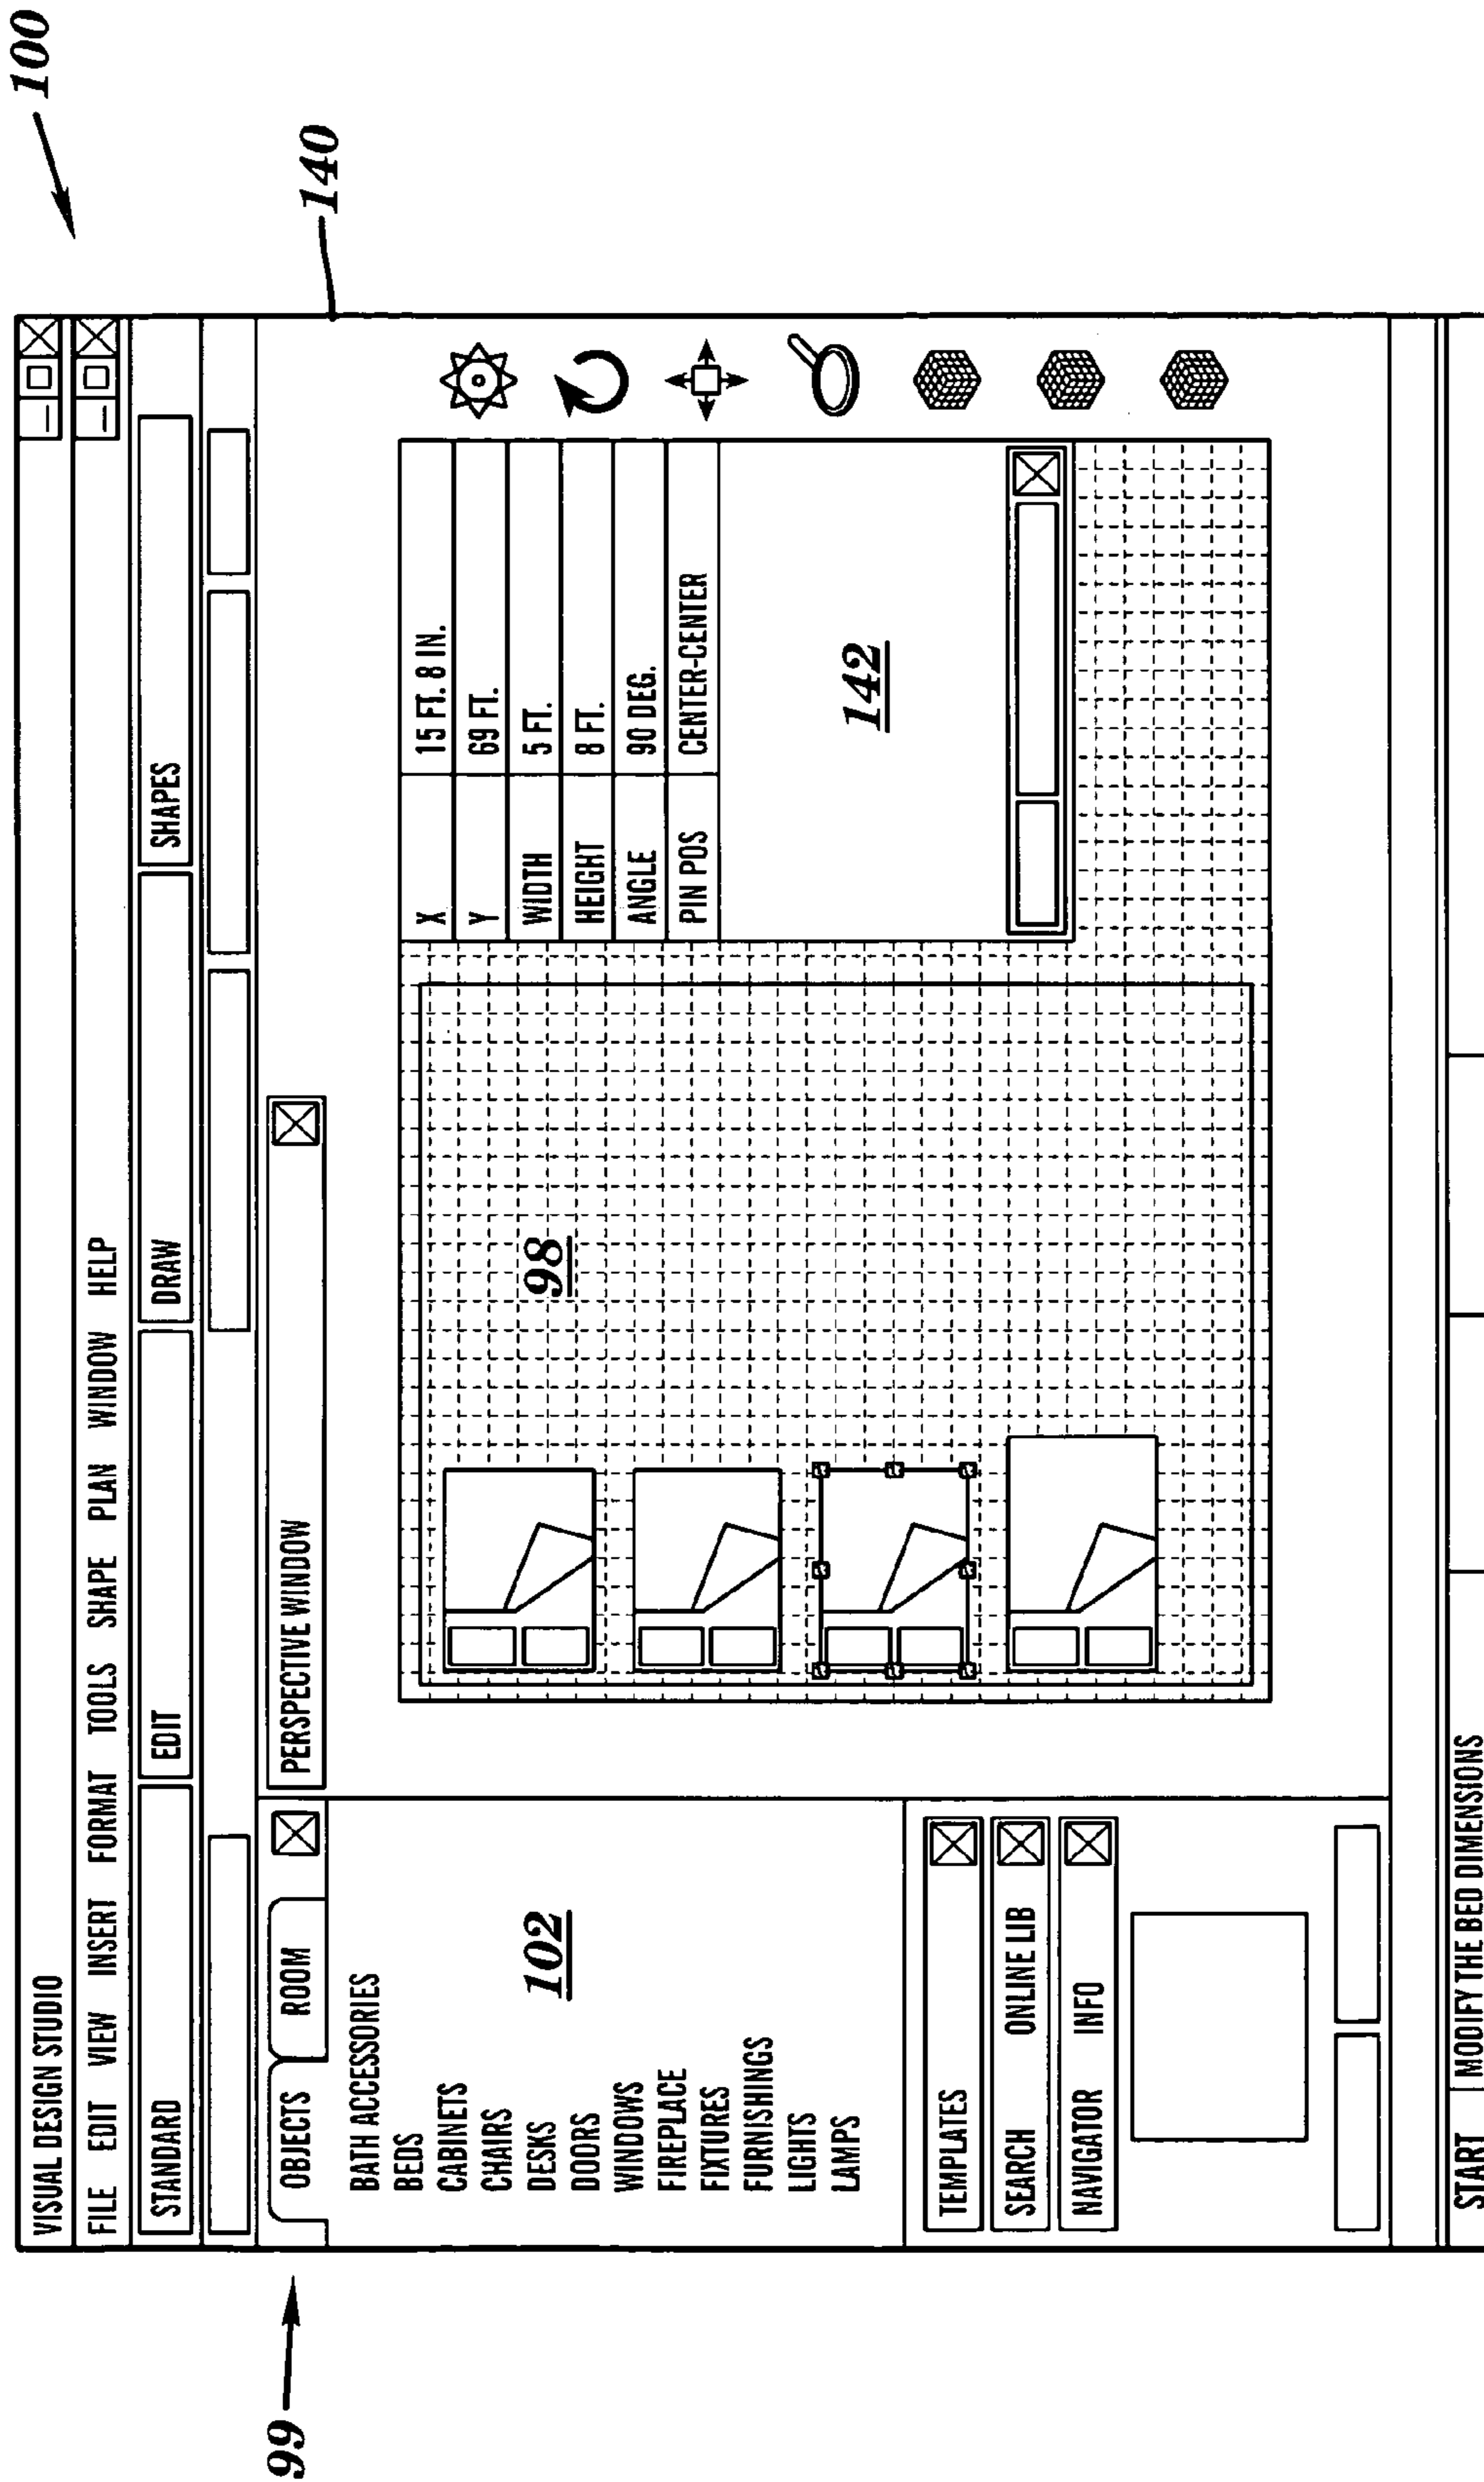 100
VISUAL DESIGN STUDIO
FILE EDIT VIEW INSERT FORMAT TOOLS SHAPE PLAN WINDOW HELP
STANDARD EDIT DRAW SHAPES
99
OBJECTS ROOM
PERSPECTIVE WINDOW
140
BATH ACCESSORIES
BEDS
CABINETS
CHAIRS
DESKS
DOORS
WINDOWS
FIREPLACE
FIXTURES
FURNISHINGS
LIGHTS
LAMPS
102
98
X 15 FT. 8 IN.
Y 69 FT.
WIDTH 5 FT.
HEIGHT 8 FT.
ANGLE 90 DEG.
PIN POS CENTER-CENTER
142
TEMPLATES
SEARCH ONLINE LIB
NAVIGATOR INFO
START MODIFY THE BED DIMENSIONS